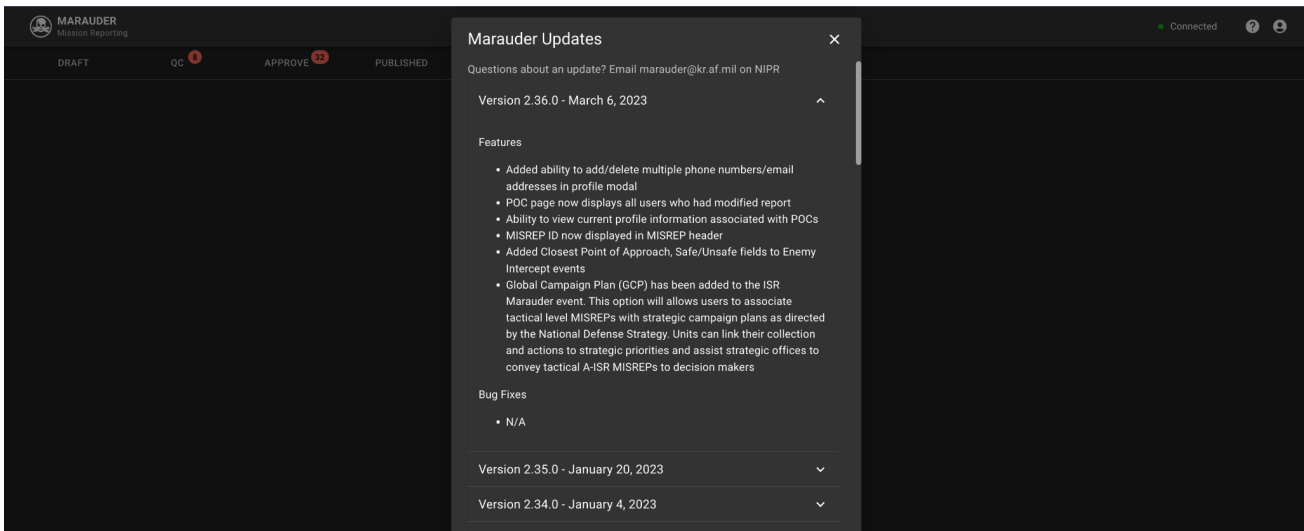 MARAUDER
Mission Reporting
Connected
DRAFT
QC 8
APPROVE 32
PUBLISHED
Marauder Updates
Questions about an update? Email marauder@kr.af.mil on NIPR
Version 2.36.0 - March 6, 2023
Features
• Added ability to add/delete multiple phone numbers/email
addresses in profile modal
• POC page now displays all users who had modified report
• Ability to view current profile information associated with POCs
• MISREP ID now displayed in MISREP header
• Added Closest Point of Approach, Safe/Unsafe fields to Enemy
Intercept events
• Global Campaign Plan (GCP) has been added to the ISR
Marauder event. This option will allows users to associate
tactical level MISREPs with strategic campaign plans as directed
by the National Defense Strategy. Units can link their collection
and actions to strategic priorities and assist strategic offices to
convey tactical A-ISR MISREPs to decision makers
Bug Fixes
• N/A
Version 2.35.0 - January 20, 2023
Version 2.34.0 - January 4, 2023